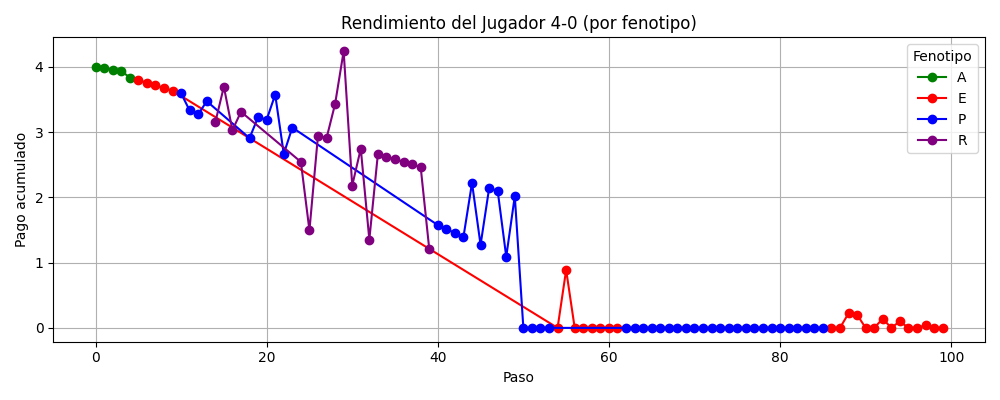 Rendimiento del Jugador 4-0 (por fenotipo)
Pago acumulado
4
3
2
1
0
Fenotipo
A
E
P
R
0 20 40 60 80 100
Paso